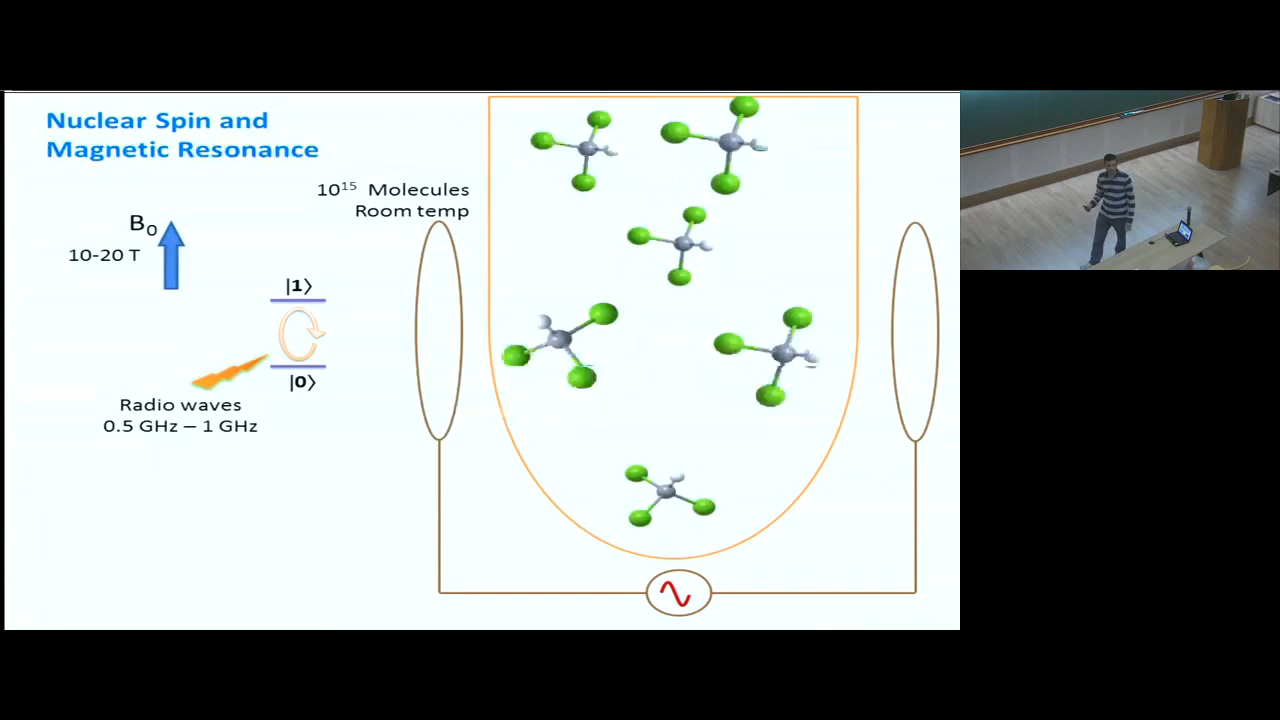 Nuclear Spin and
Magnetic Resonance
10¹⁵ Molecules
Room temp
B₀
10-20 T
|1⟩
|0⟩
Radio waves
0.5 GHz – 1 GHz